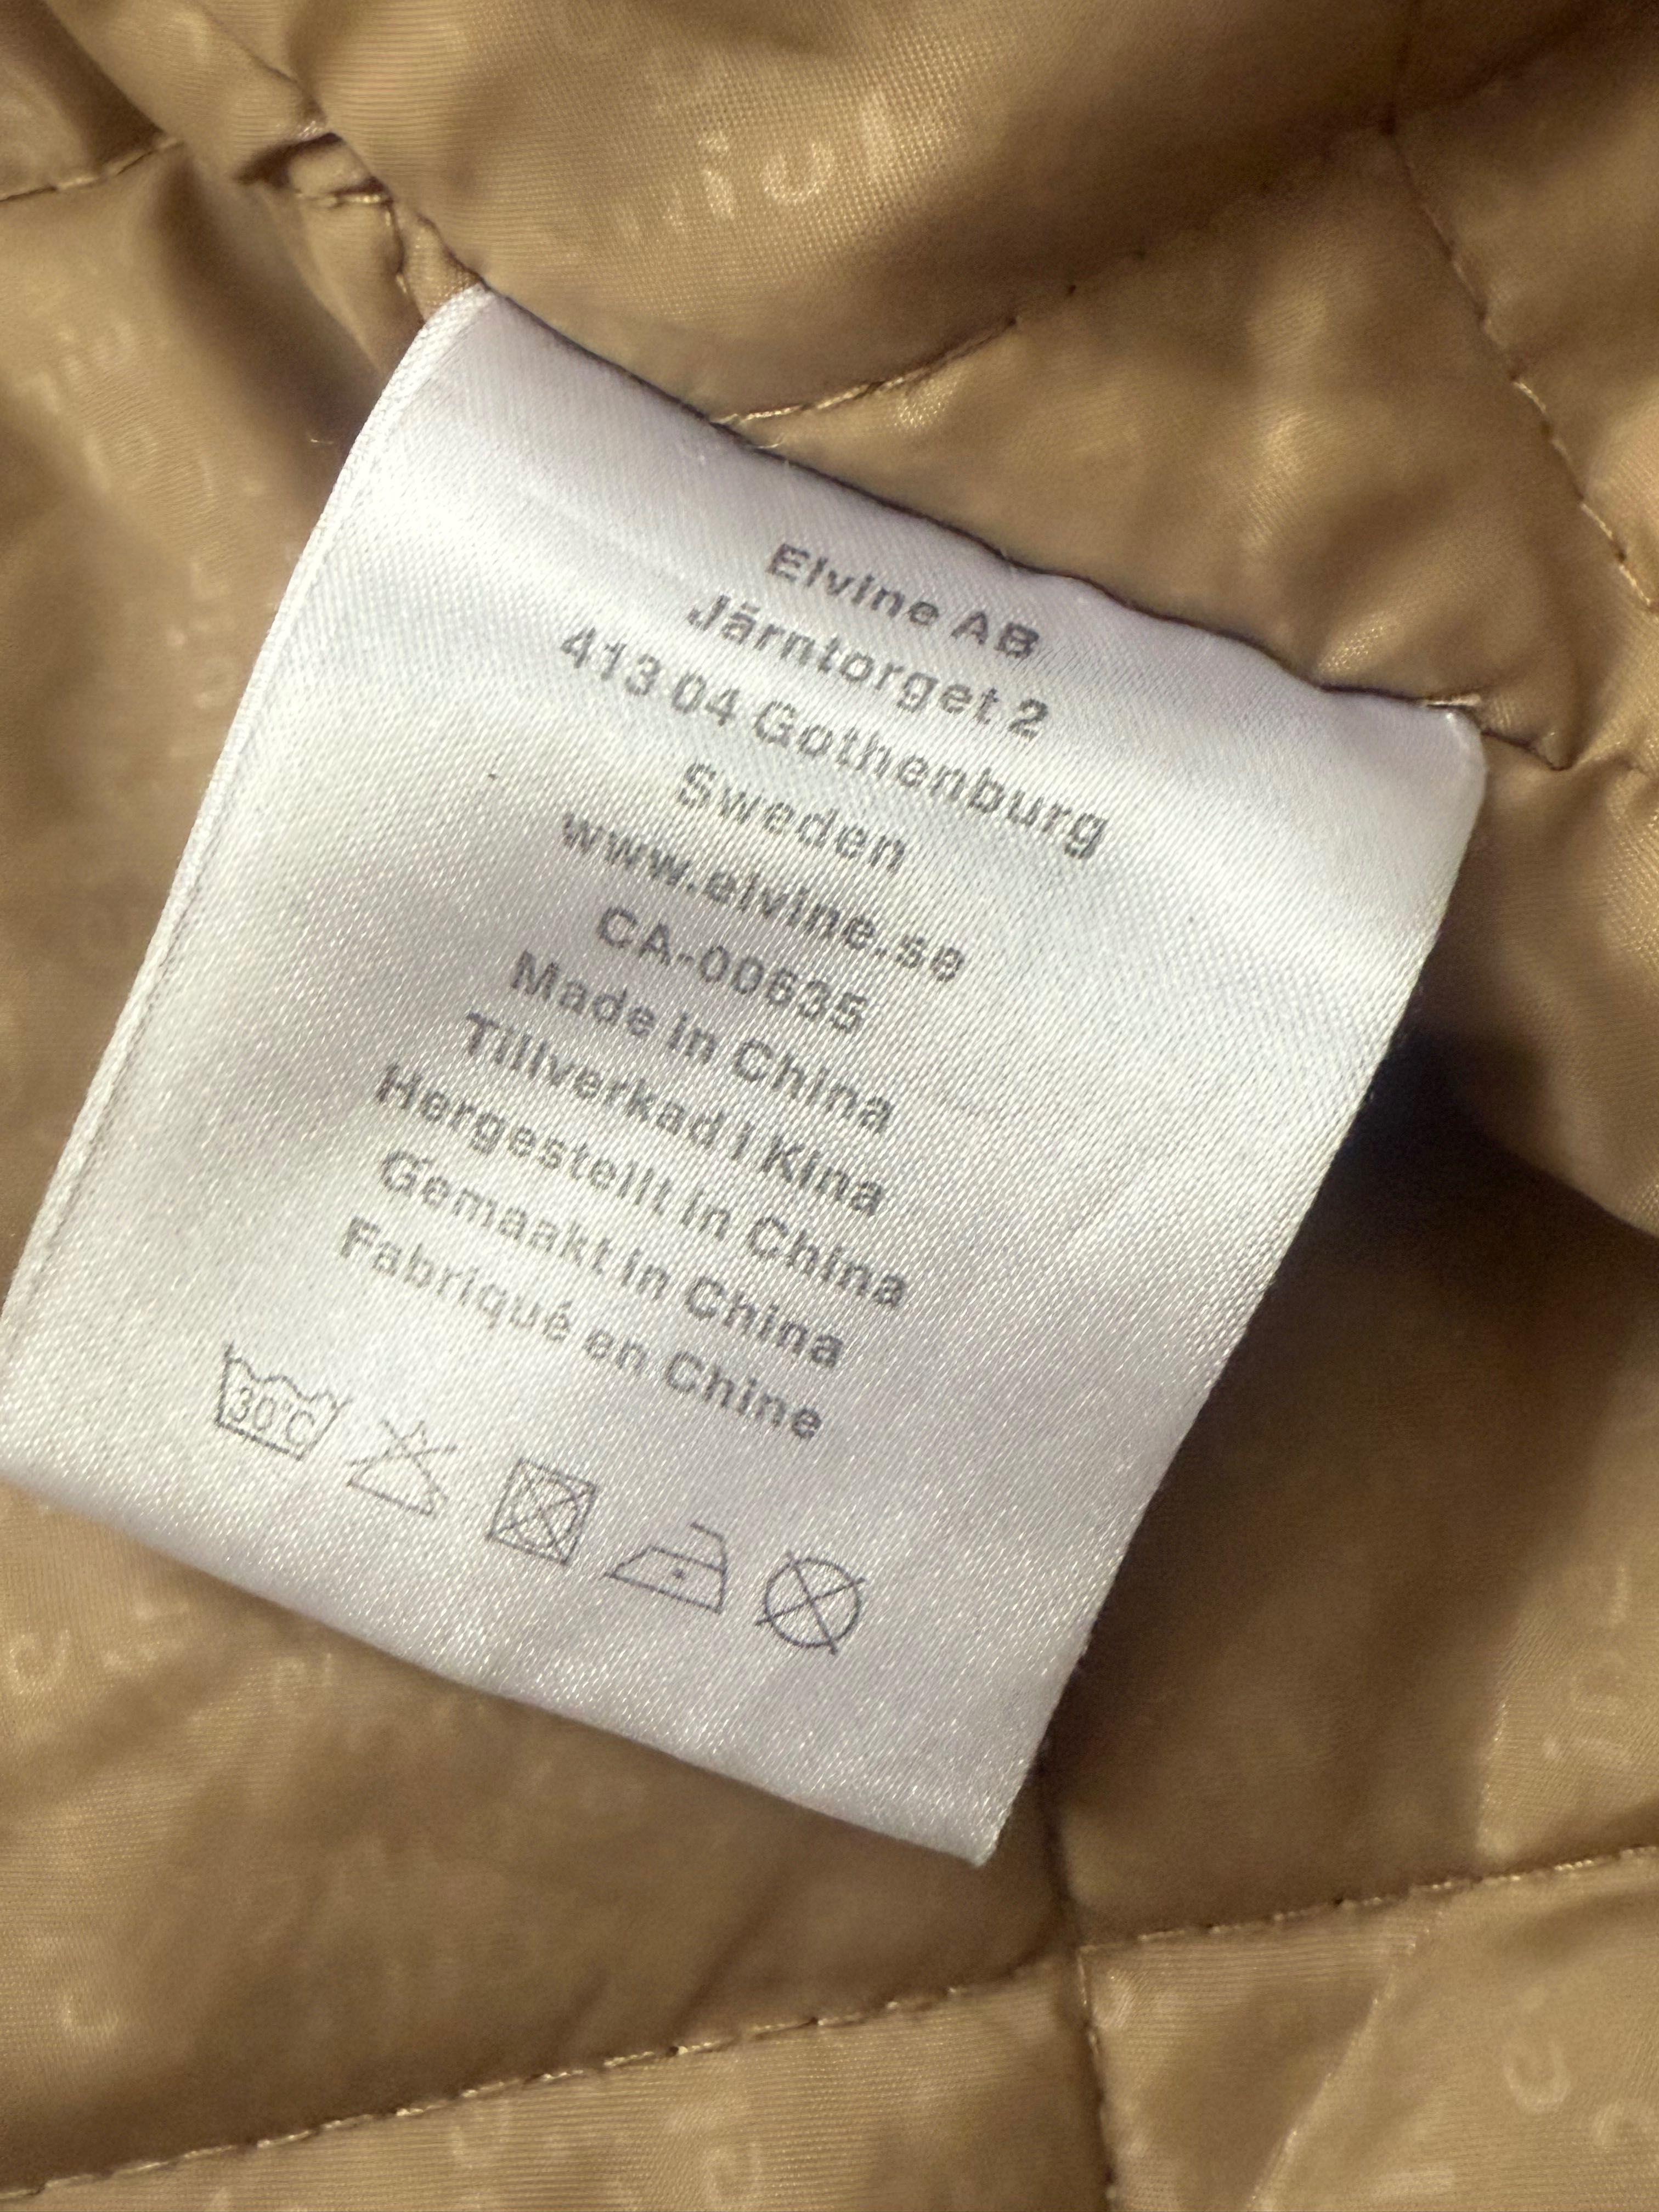 Elvine AB
Järntorget 2
413 04 Gothenburg
Sweden
www.elvine.se
CA-00635
Made in China
Tillverkad i Kina
Hergestellt in China
Gemaakt in China
Fabriqué en Chine
30°C